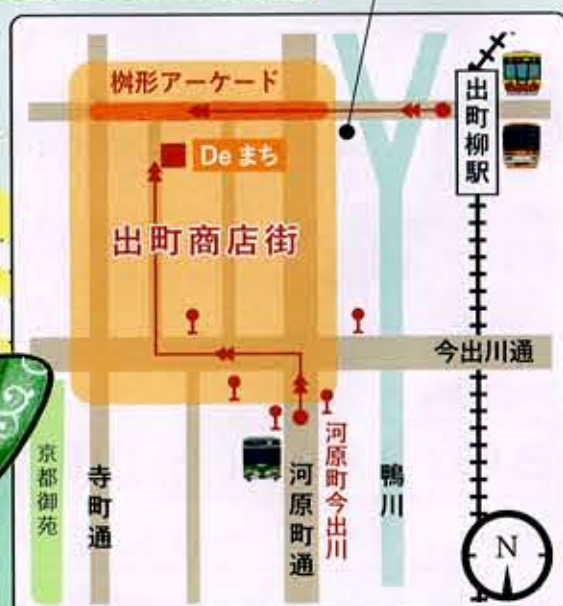 桝形アーケード
出町柳駅
De まち
出町商店街
今出川通
河原町今出川
京都御苑
寺町通
河原町通
鴨川
N